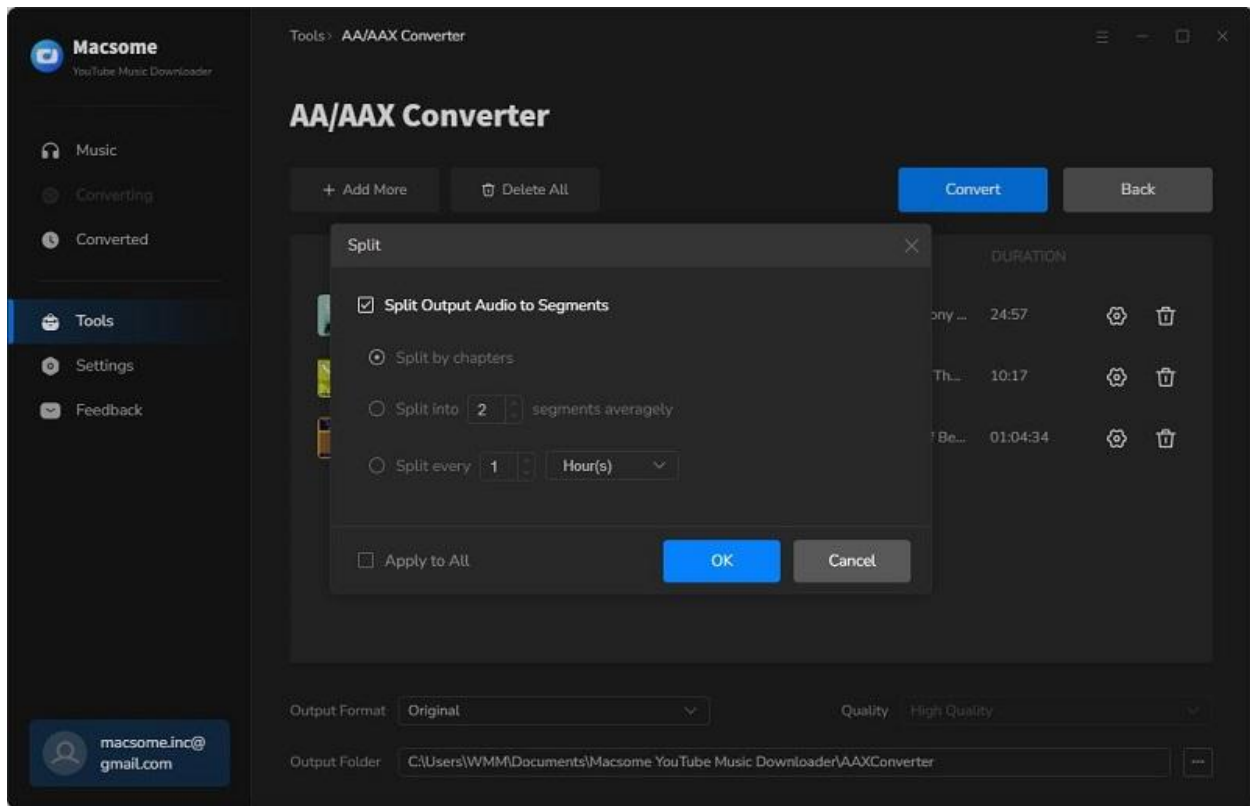 Macsome
YouTube Music Downloader
Music
Converting
Converted
Tools
Settings
Feedback
macsome.inc@
gmail.com
Tools› AA/AAX Converter
AA/AAX Converter
+ Add More
Delete All
Convert
Back
DURATION
ony ... 24:57
Th... 10:17
Be... 01:04:34
Split
Split Output Audio to Segments
Split by chapters
Split into 2 segments averagely
Split every 1 Hour(s)
Apply to All
OK
Cancel
Output Format Original
Quality High Quality
Output Folder C:\Users\WMM\Documents\Macsome YouTube Music Downloader\AAXConverter